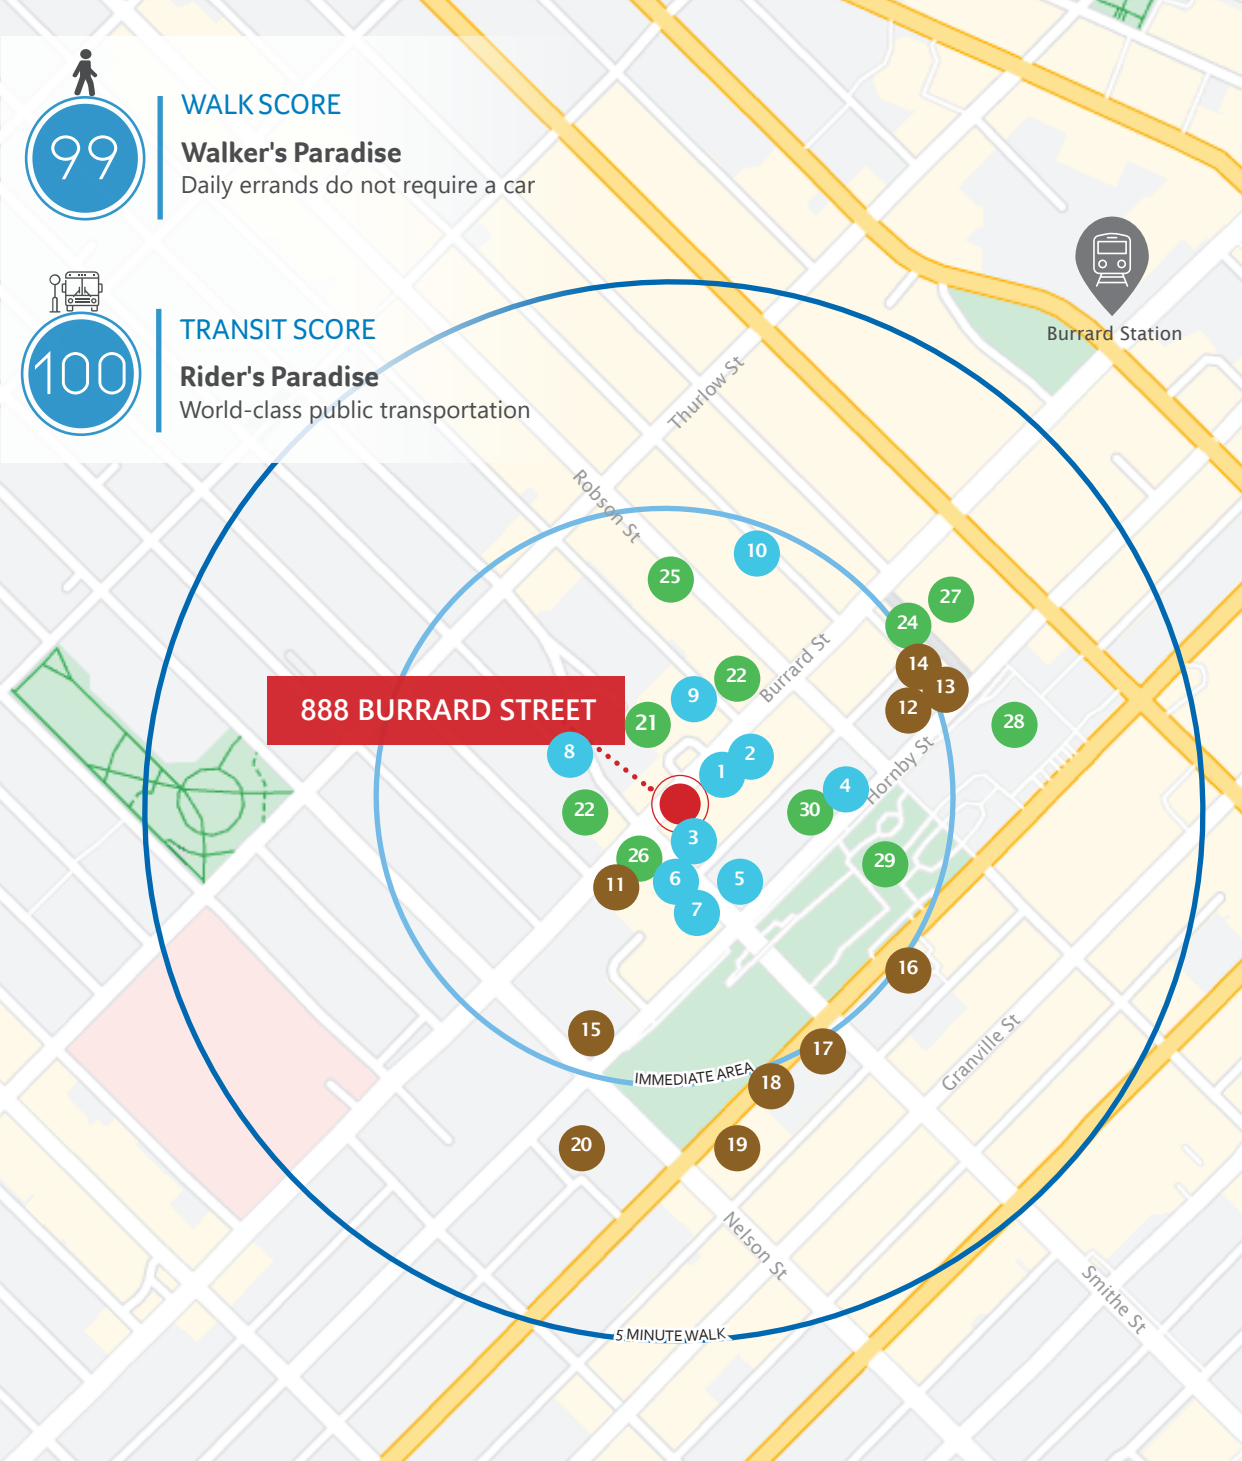 WALK SCORE
99
Walker's Paradise
Daily errands do not require a car
TRANSIT SCORE
100
Rider's Paradise
World-class public transportation
Burrard Station
Thurlow St
Robson St
10
25
27
24
Burrard St
14
22
13
9
12
888 BURRARD STREET
21
28
8
2
1
Hornby St
4
22
30
3
26
29
6
5
11
7
16
15
Granville St
17
IMMEDIATE AREA
18
20
19
Nelson St
Smithe St
5 MINUTE WALK